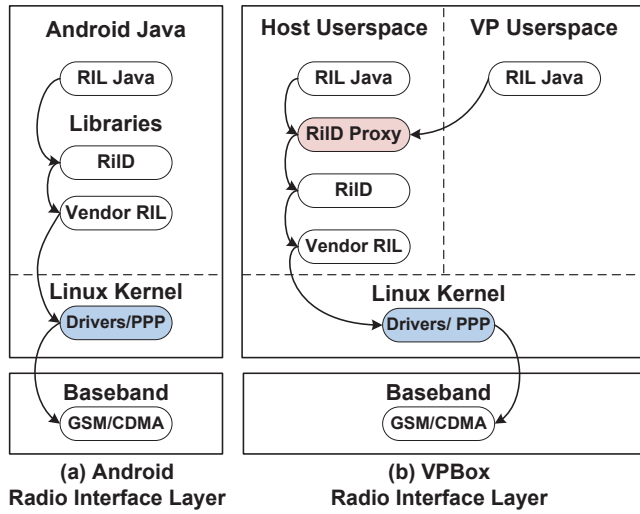 Android Java
RIL Java
Libraries
RilD
Vendor RIL
Linux Kernel
Drivers/PPP
Baseband
GSM/CDMA
(a) Android
Radio Interface Layer
Host Userspace
VP Userspace
RIL Java
RIL Java
RilD Proxy
RilD
Vendor RIL
Linux Kernel
Drivers/ PPP
Baseband
GSM/CDMA
(b) VPBox
Radio Interface Layer